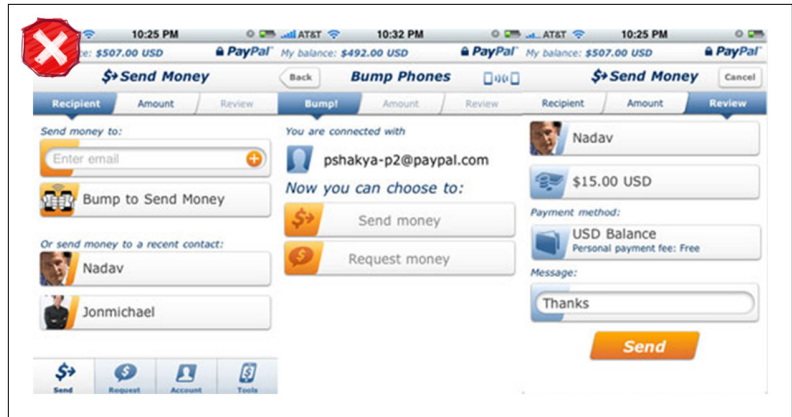 10:25 PM
ce: $507.00 USD PayPal
$ Send Money
Recipient Amount Review
Send money to:
Enter email
Bump to Send Money
Or send money to a recent contact:
Nadav
Jonmichael
Send Request Account Tools
AT&T 10:32 PM
My balance: $492.00 USD PayPal
Back Bump Phones
Bump! Amount Review
You are connected with
pshakya-p2@paypal.com
Now you can choose to:
Send money
Request money
AT&T 10:25 PM
My balance: $507.00 USD PayPal
$ Send Money Cancel
Recipient Amount Review
Nadav
$15.00 USD
Payment method:
USD Balance
Personal payment fee: Free
Message:
Thanks
Send